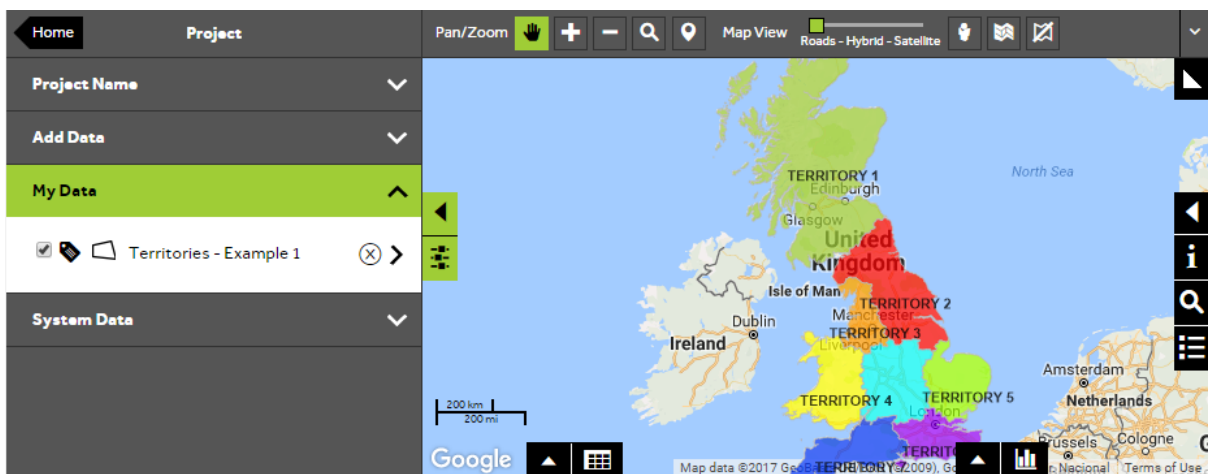 Home
Project
Pan/Zoom
Map View
Roads - Hybrid - Satellite
Project Name
Add Data
My Data
Territories - Example 1
System Data
North Sea
TERRITORY 1
Edinburgh
Glasgow
United
Kingdom
Isle of Man
TERRITORY 2
Manchester
Dublin
TERRITORY 3
Ireland
Liverpool
Amsterdam
TERRITORY 4
TERRITORY 5
Netherlands
London
200 km
200 mi
Brussels
Cologne
Google
Map data ©2017
2009), Go
Nacional
Terms of Use